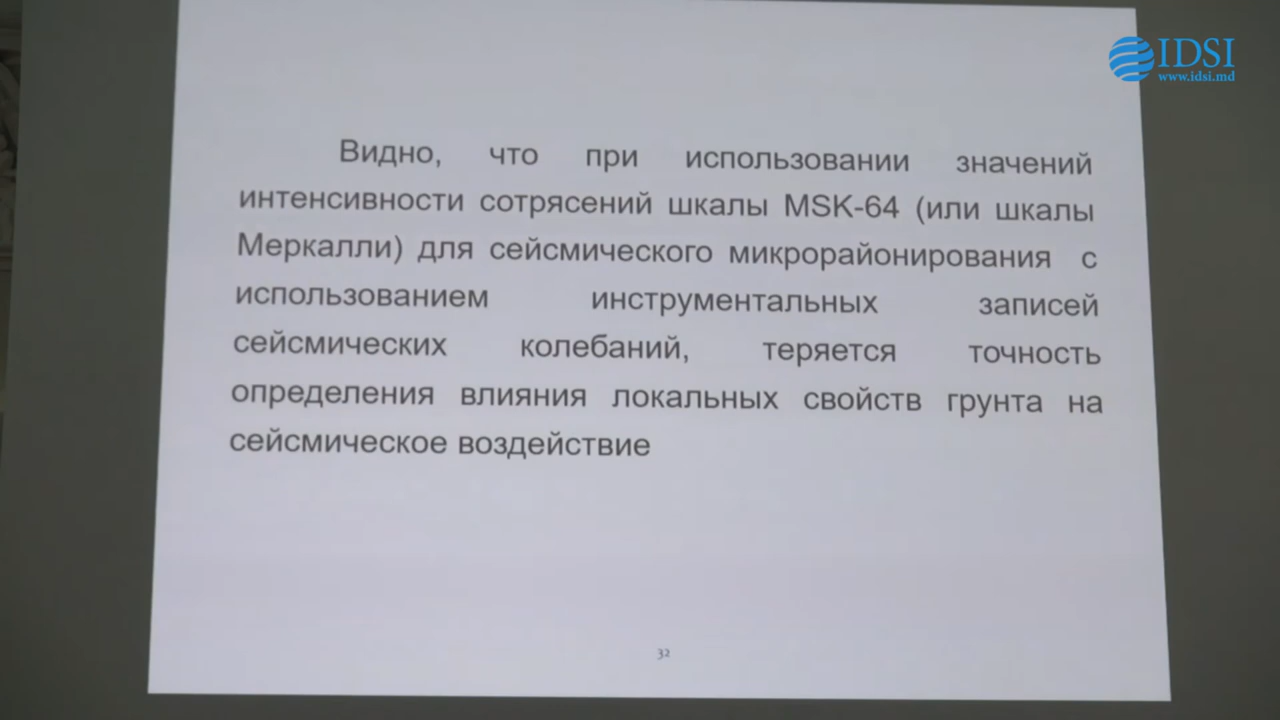 IDSI
www.idsi.md
Видно, что при использовании значений
интенсивности сотрясений шкалы MSK-64 (или шкалы
Меркалли) для сейсмического микрорайонирования с
использованием инструментальных записей
сейсмических колебаний, теряется точность
определения влияния локальных свойств грунта на
сейсмическое воздействие
32